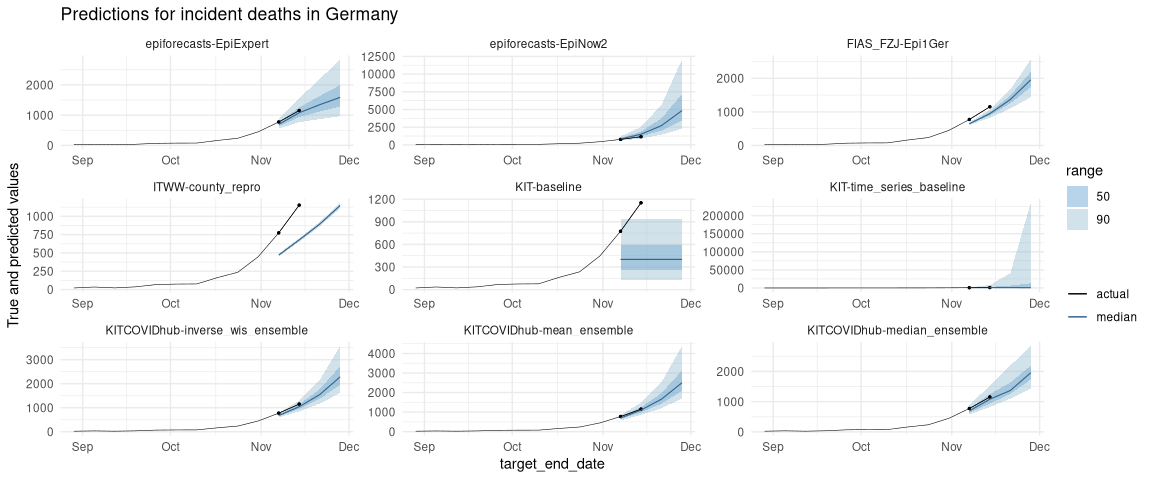 Predictions for incident deaths in Germany
True and predicted values
epiforecasts-EpiExpert
2000
1000
0
Sep Oct Nov Dec
epiforecasts-EpiNow2
12500
10000
7500
5000
2500
0
Sep Oct Nov Dec
FIAS_FZJ-Epi1Ger
2000
1000
0
Sep Oct Nov Dec
ITWW-county_repro
1000
750
500
250
0
Sep Oct Nov Dec
KIT-baseline
1200
900
600
300
0
Sep Oct Nov Dec
KIT-time_series_baseline
200000
150000
100000
50000
0
Sep Oct Nov Dec
KITCOVIDhub-inverse_wis_ensemble
3000
2000
1000
0
Sep Oct Nov Dec
KITCOVIDhub-mean_ensemble
4000
3000
2000
1000
0
Sep Oct Nov Dec
KITCOVIDhub-median_ensemble
3000
2000
1000
0
Sep Oct Nov Dec
target_end_date
range
50
90
actual
median